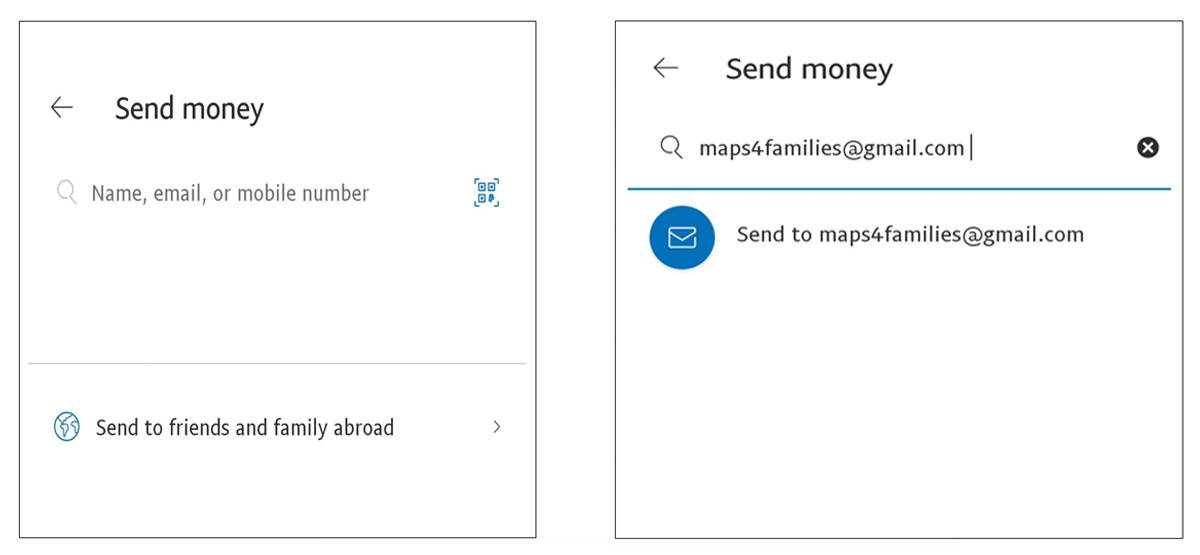 Send money
Name, email, or mobile number
Send to friends and family abroad
Send money
maps4families@gmail.com
Send to maps4families@gmail.com